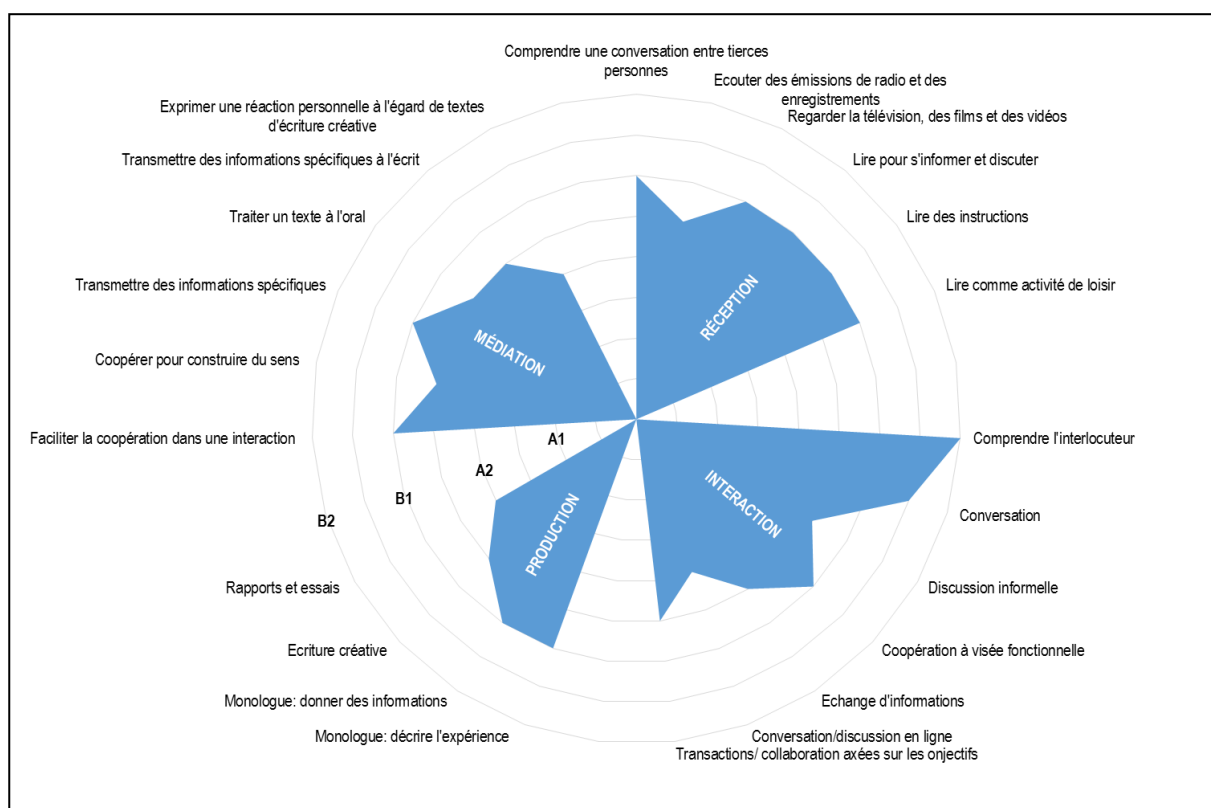 Comprendre une conversation entre tierces
personnes
Ecouter des émissions de radio et des
enregistrements
Regarder la télévision, des films et des vidéos
Lire pour s'informer et discuter
Lire des instructions
Lire comme activité de loisir
RÉCEPTION
Comprendre l'interlocuteur
Conversation
Discussion informelle
Coopération à visée fonctionnelle
Echange d'informations
Conversation/discussion en ligne
Transactions/ collaboration axées sur les onjectifs
INTERACTION
Monologue: décrire l'expérience
Monologue: donner des informations
Ecriture créative
Rapports et essais
PRODUCTION
B2
B1
A2
A1
Faciliter la coopération dans une interaction
Coopérer pour construire du sens
Transmettre des informations spécifiques
Traiter un texte à l'oral
Transmettre des informations spécifiques à l'écrit
Exprimer une réaction personnelle à l'égard de textes
d'écriture créative
MÉDIATION